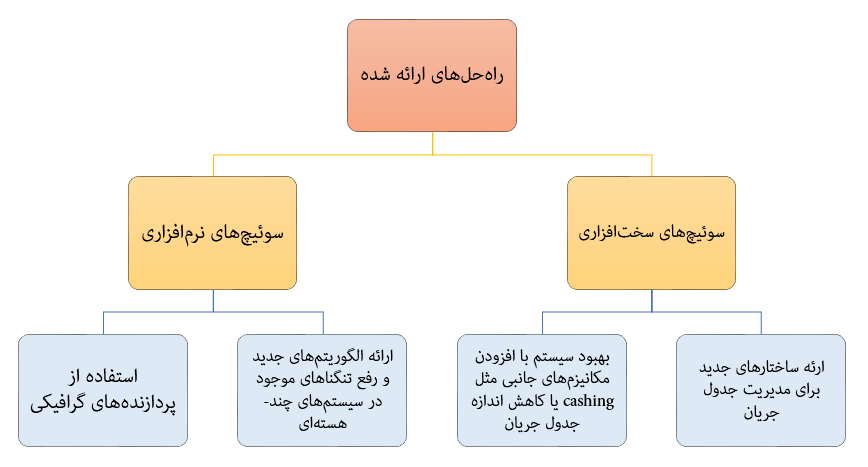 راه‌حل‌های ارائه شده
سوئیچ‌های سخت‌افزاری
سوئیچ‌های نرم‌افزاری
ارئه ساختارهای جدید
برای مدیریت جدول
جریان
بهبود سیستم با افزودن
مکانیزم‌های جانبی مثل
cashing یا کاهش اندازه
جدول جریان
ارائه الگوریتم‌های جدید
و رفع تنگناهای موجود
در سیستم‌های چند-
هسته‌ای
استفاده از
پردازنده‌های گرافیکی